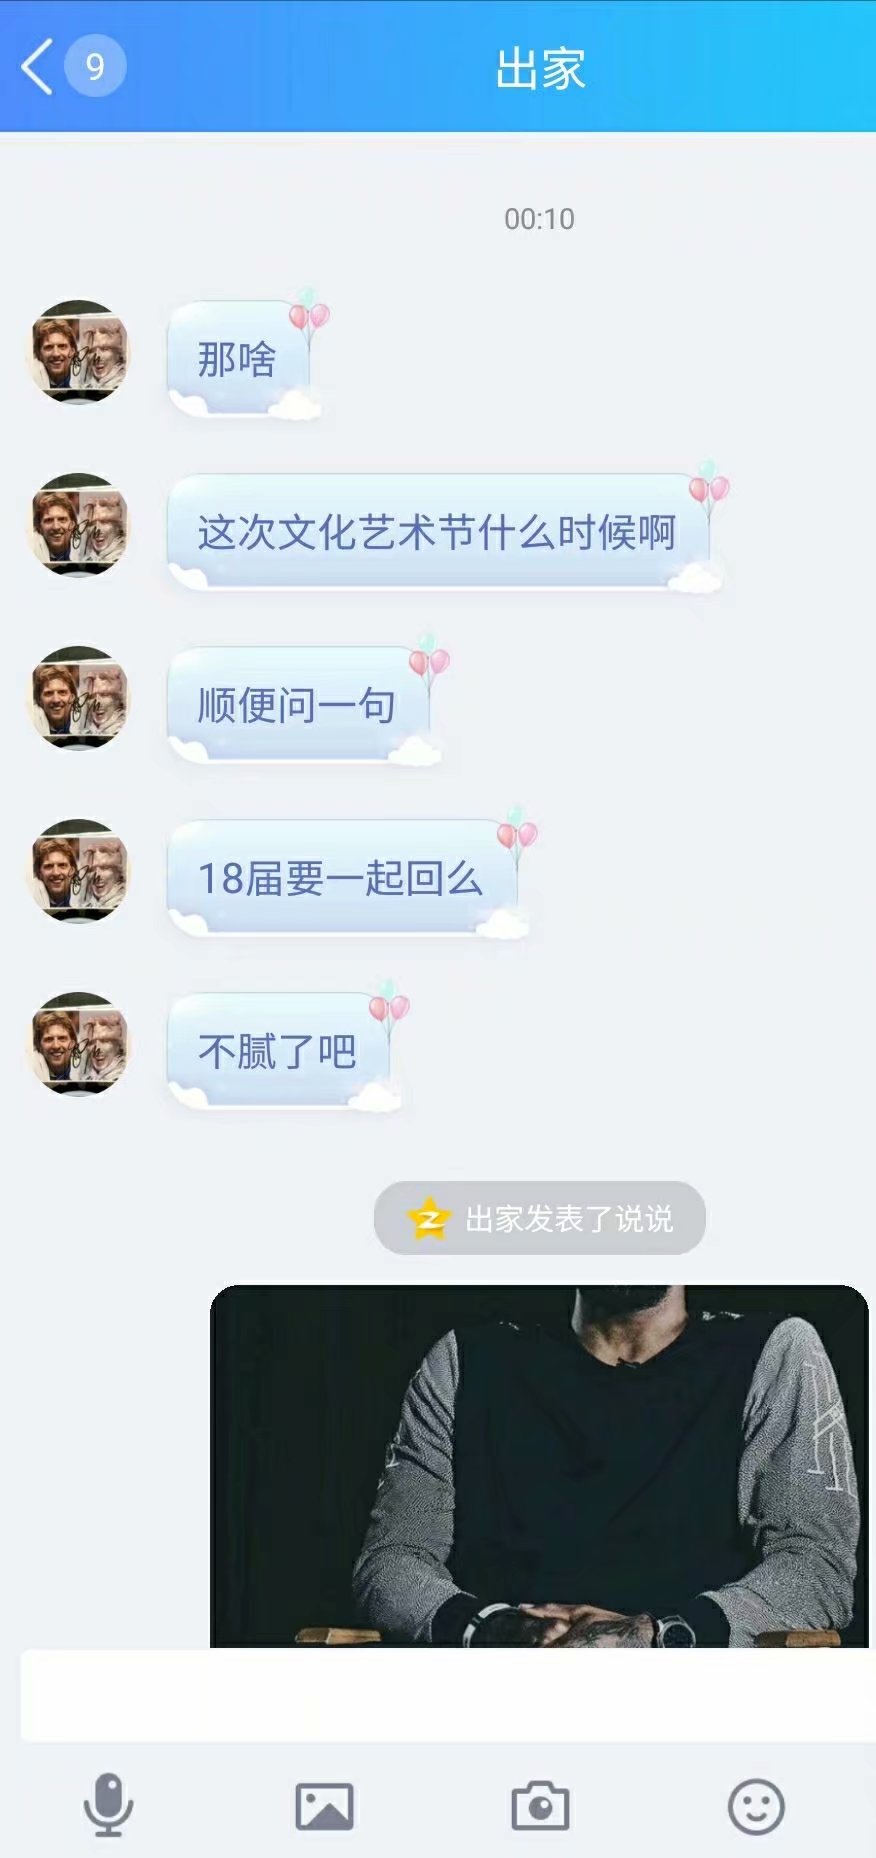 9
出家
00:10
那啥
这次文化艺术节什么时候啊
顺便问一句
18届要一起回么
不腻了吧
出家发表了说说